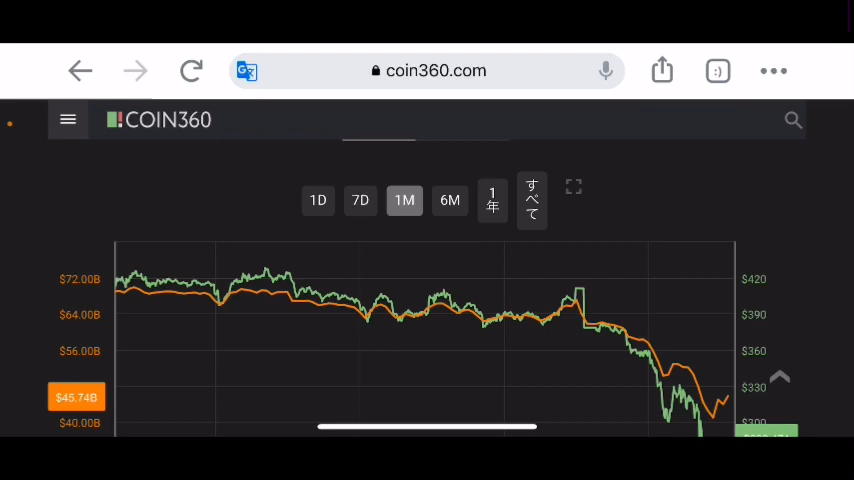 coin360.com
:)
COIN360
1D 7D 1M 6M 1年 すべて
$72.00B $420
$64.00B $390
$56.00B $360
$330
$45.74B
$40.00B $300